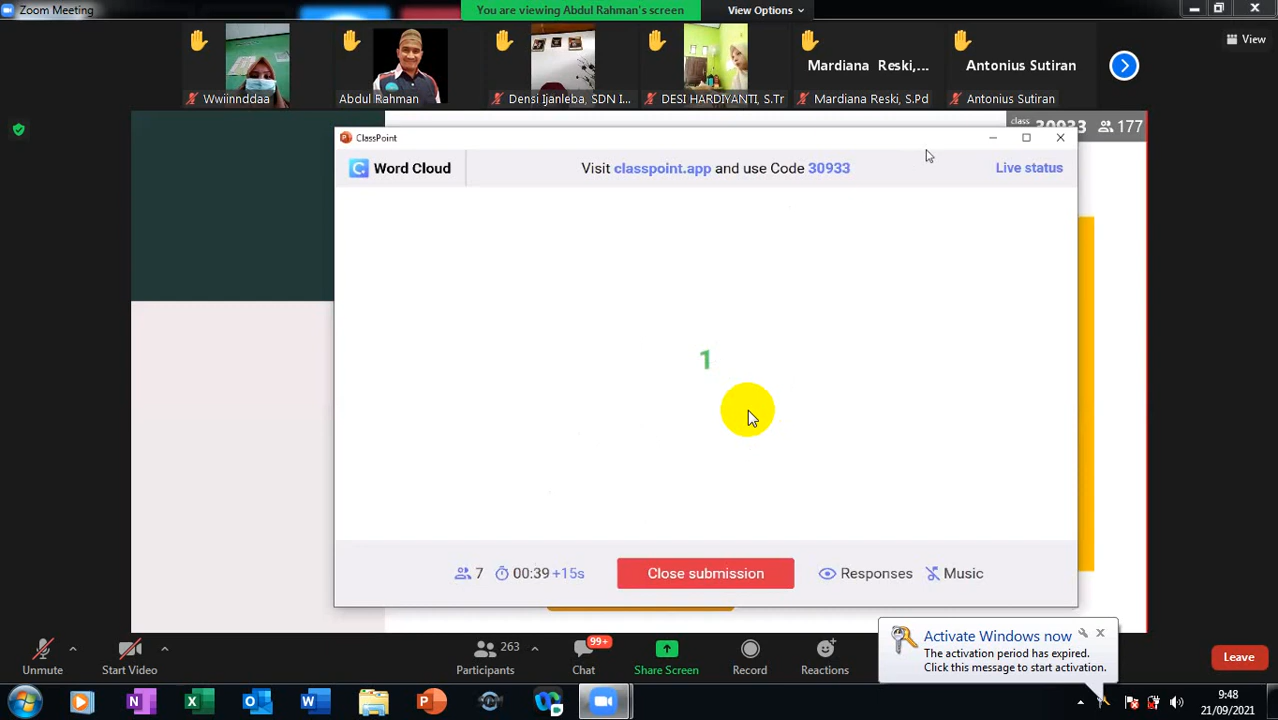 Zoom Meeting
You are viewing Abdul Rahman's screen
View Options
View
Wwiinnddaa
Abdul Rahman
Densi Ijanleba, SDN I...
DESI HARDIYANTI, S.Tr
Mardiana Reski,...
Mardiana Reski, S.Pd
Antonius Sutiran
Antonius Sutiran
class
30933
177
ClassPoint
Word Cloud
Visit classpoint.app and use Code 30933
Live status
1
7
00:39 +15s
Close submission
Responses
Music
Activate Windows now
The activation period has expired.
Click this message to start activation.
Unmute
Start Video
263
Participants
99+
Chat
Share Screen
Record
Reactions
Leave
9:48
21/09/2021